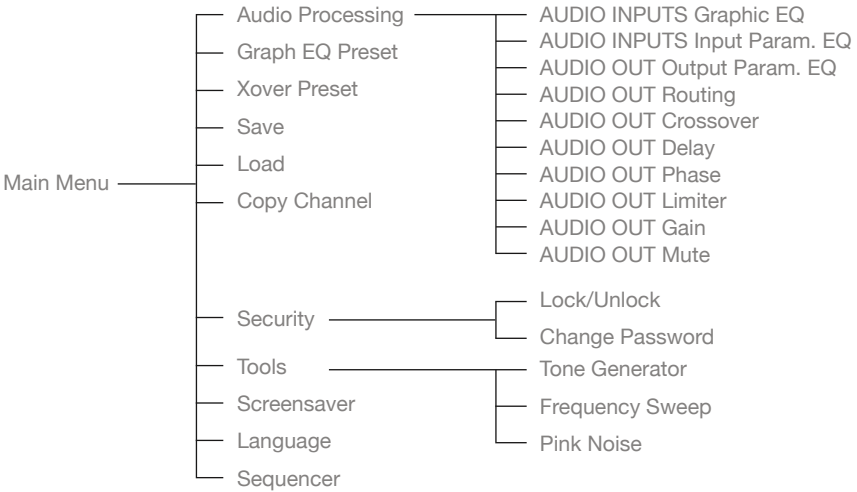 Main Menu
Audio Processing
Graph EQ Preset
Xover Preset
Save
Load
Copy Channel
Security
Tools
Screensaver
Language
Sequencer
AUDIO INPUTS Graphic EQ
AUDIO INPUTS Input Param. EQ
AUDIO OUT Output Param. EQ
AUDIO OUT Routing
AUDIO OUT Crossover
AUDIO OUT Delay
AUDIO OUT Phase
AUDIO OUT Limiter
AUDIO OUT Gain
AUDIO OUT Mute
Lock/Unlock
Change Password
Tone Generator
Frequency Sweep
Pink Noise